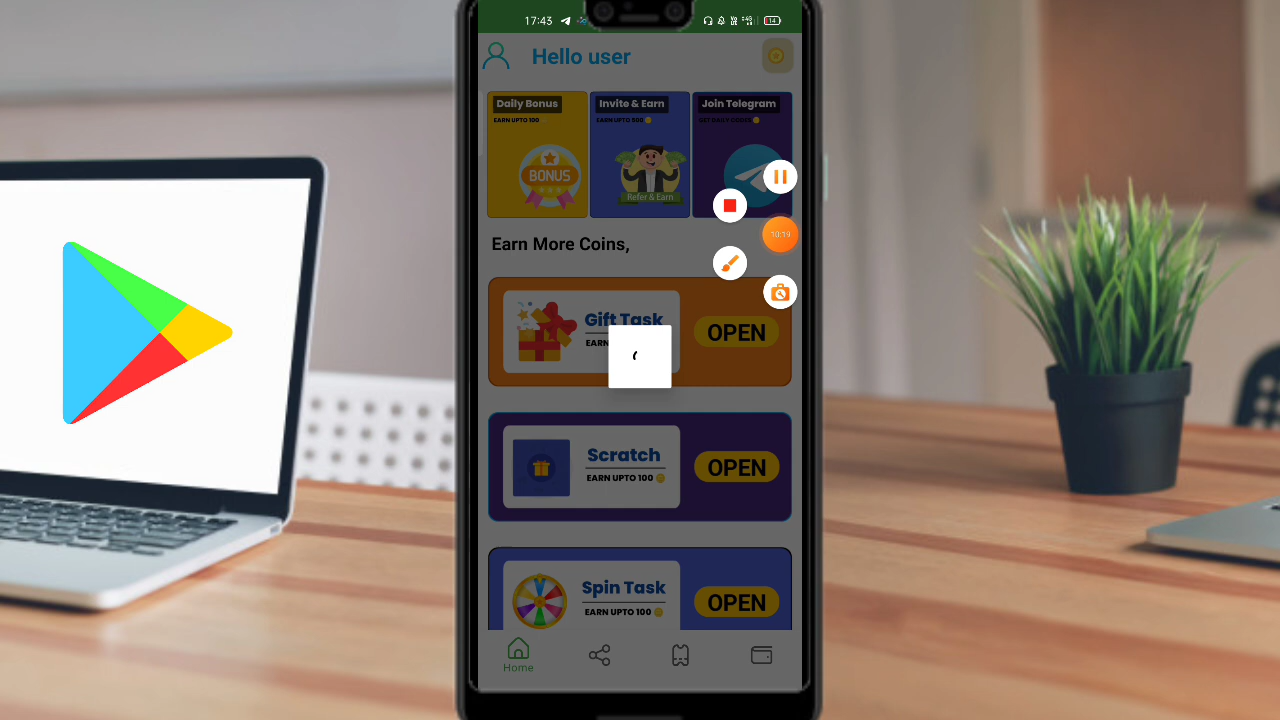 17:43
14
Hello user
Daily Bonus
EARN UPTO 100
BONUS
Invite & Earn
EARN UPTO 500
Refer & Earn
Join Telegram
10:19
Earn More Coins,
Gift Task
EARN
OPEN
Scratch
EARN UPTO 100
OPEN
Spin Task
EARN UPTO 100
OPEN
Home